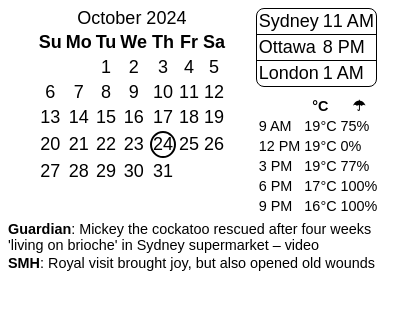 October 2024
Su Mo Tu We Th Fr Sa
1 2 3 4 5
6 7 8 9 10 11 12
13 14 15 16 17 18 19
20 21 22 23 24 25 26
27 28 29 30 31
Sydney 11 AM
Ottawa 8 PM
London 1 AM
°C ☂
9 AM 19°C 75%
12 PM 19°C 0%
3 PM 19°C 77%
6 PM 17°C 100%
9 PM 16°C 100%
Guardian: Mickey the cockatoo rescued after four weeks
'living on brioche' in Sydney supermarket – video
SMH: Royal visit brought joy, but also opened old wounds